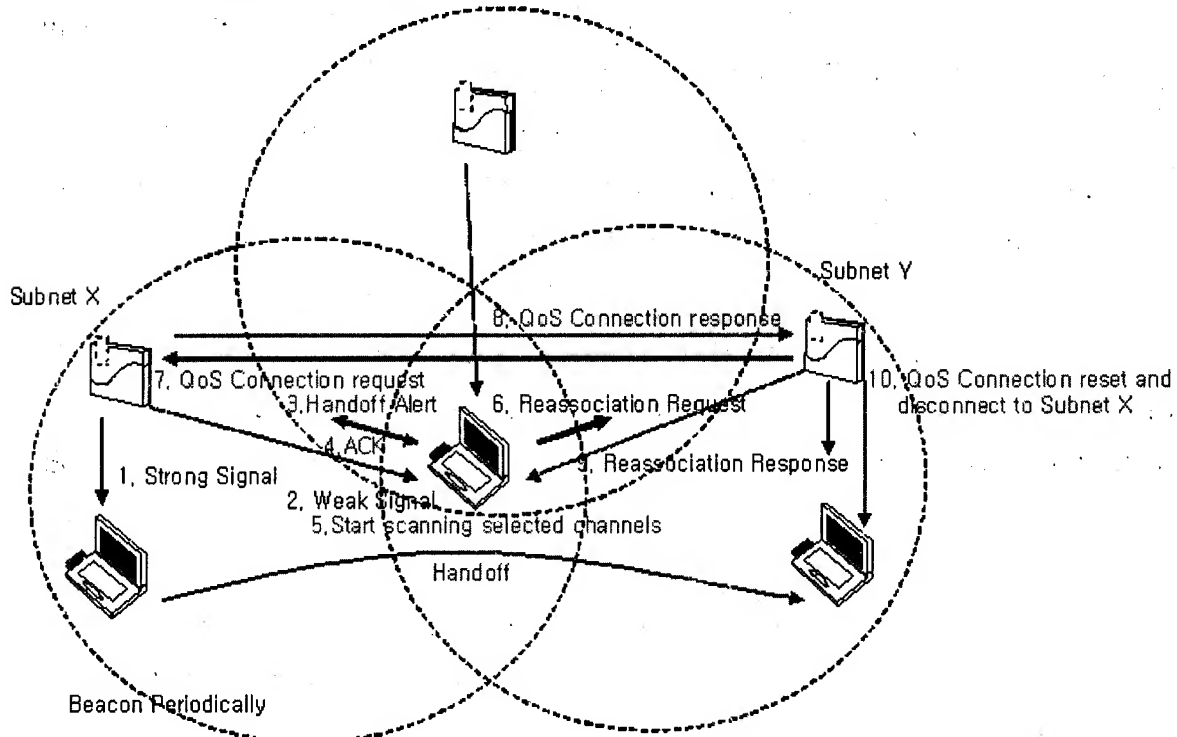 Subnet Y
Subnet X
8, QoS Connection response
7, QoS Connection request
10, QoS Connection reset and
disconnect to Subnet X
3,Handoff Alert
6, Reassociation Request
4,ACK
9, Reassociation Response
1, Strong Signal
2, Weak Signal
5,Start scanning selected channels
Handoff
Beacon Periodically